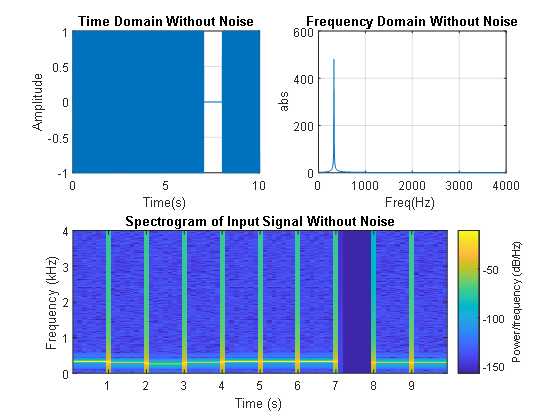 Time Domain Without Noise
1
0.5
0
-0.5
-1
Amplitude
0 5 10
Time(s)
Frequency Domain Without Noise
600
400
200
0
abs
0 1000 2000 3000 4000
Freq(Hz)
Spectrogram of Input Signal Without Noise
4
3
2
1
0
Frequency (kHz)
1 2 3 4 5 6 7 8 9
Time (s)
-50
-100
-150
Power/frequency (dB/Hz)